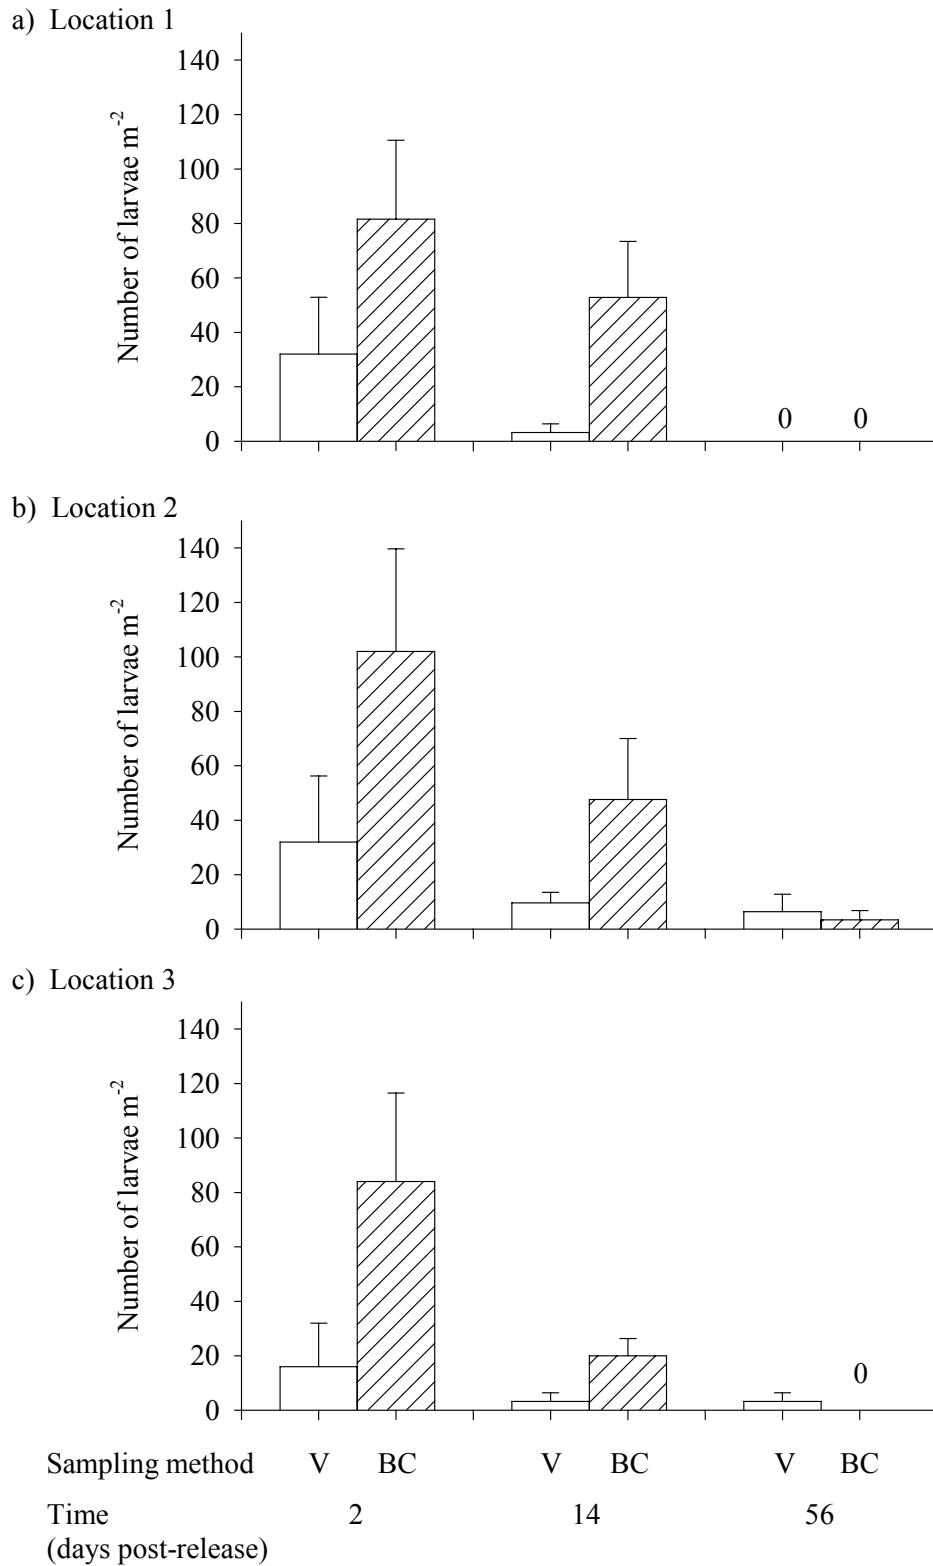 a) Location 1
Number of larvae m-2
140
120
100
80
60
40
20
0
0 0
b) Location 2
Number of larvae m-2
140
120
100
80
60
40
20
0
c) Location 3
Number of larvae m-2
140
120
100
80
60
40
20
0
0
Sampling method V BC V BC V BC
Time 2 14 56
(days post-release)